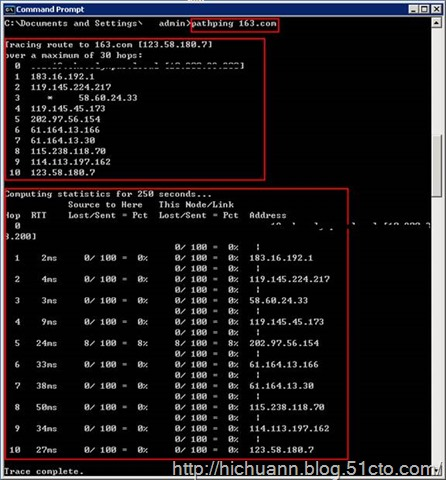 Command Prompt
C:\Documents and Settings\ admin>pathping 163.com
Tracing route to 163.com [123.58.180.7]
over a maximum of 30 hops:
0
1 183.16.192.1
2 119.145.224.217
3 * 58.60.24.33
4 119.145.45.173
5 202.97.56.154
6 61.164.13.166
7 61.164.13.30
8 115.238.118.70
9 114.113.197.162
10 123.58.180.7
Computing statistics for 250 seconds...
Source to Here This Node/Link
Hop RTT Lost/Sent = Pct Lost/Sent = Pct Address
0
8.200]
0/ 100 = 0% |
1 2ms 0/ 100 = 0% 0/ 100 = 0% 183.16.192.1
0/ 100 = 0% |
2 3ms 0/ 100 = 0% 0/ 100 = 0% 119.145.224.217
0/ 100 = 0% |
3 3ms 0/ 100 = 0% 0/ 100 = 0% 58.60.24.33
0/ 100 = 0% |
4 9ms 0/ 100 = 0% 0/ 100 = 0% 119.145.45.173
0/ 100 = 0% |
5 24ms 8/ 100 = 8% 8/ 100 = 8% 202.97.56.154
0/ 100 = 0% |
6 33ms 0/ 100 = 0% 0/ 100 = 0% 61.164.13.166
0/ 100 = 0% |
7 38ms 0/ 100 = 0% 0/ 100 = 0% 61.164.13.30
0/ 100 = 0% |
8 50ms 0/ 100 = 0% 0/ 100 = 0% 115.238.118.70
0/ 100 = 0% |
9 34ms 0/ 100 = 0% 0/ 100 = 0% 114.113.197.162
0/ 100 = 0% |
10 27ms 0/ 100 = 0% 0/ 100 = 0% 123.58.180.7
Trace complete.
http://hichuann.blog.51cto.com/